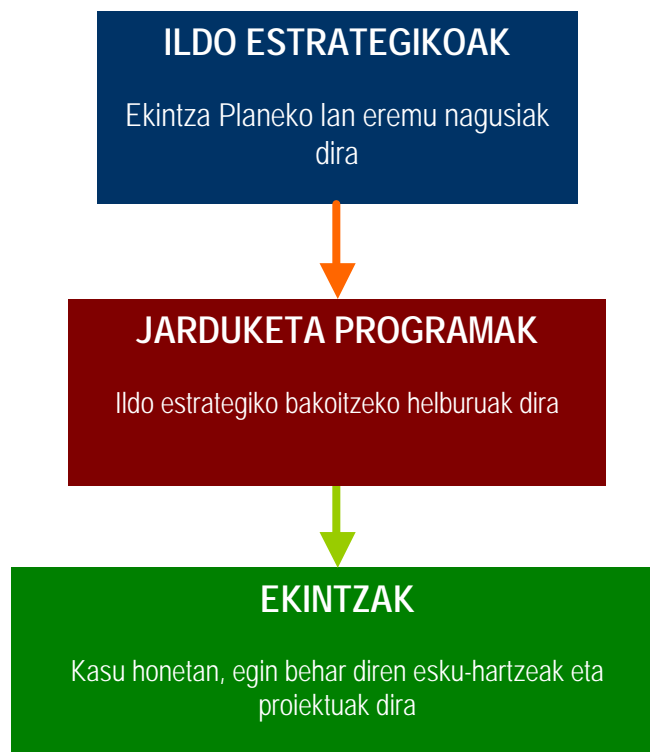 ILDO ESTRATEGIKOAK
Ekintza Planeko lan eremu nagusiak
dira
JARDUKETA PROGRAMAK
Ildo estrategiko bakoitzeko helburuak dira
EKINTZAK
Kasu honetan, egin behar diren esku-hartzeak eta
proiektuak dira